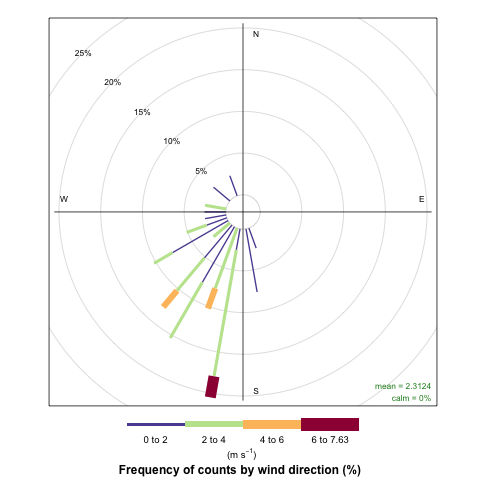 N
25%
20%
15%
10%
5%
W
E
S
mean = 2.3124
calm = 0%
0 to 2
2 to 4
4 to 6
6 to 7.63
(m s⁻¹)
Frequency of counts by wind direction (%)